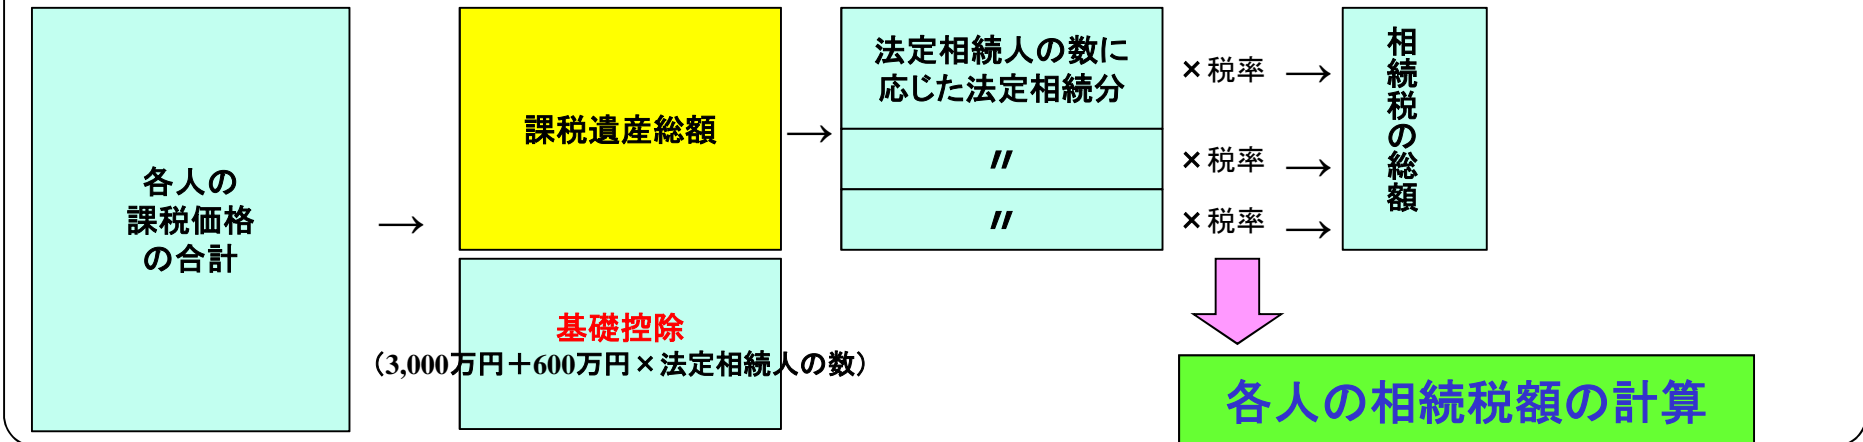 各人の
課税価格
の合計
→
課税遺産総額
基礎控除
（3,000万円＋600万円×法定相続人の数）
→
法定相続人の数に
応じた法定相続分
〃
〃
×税率 →
×税率 →
×税率 →
相続税の総額
各人の相続税額の計算